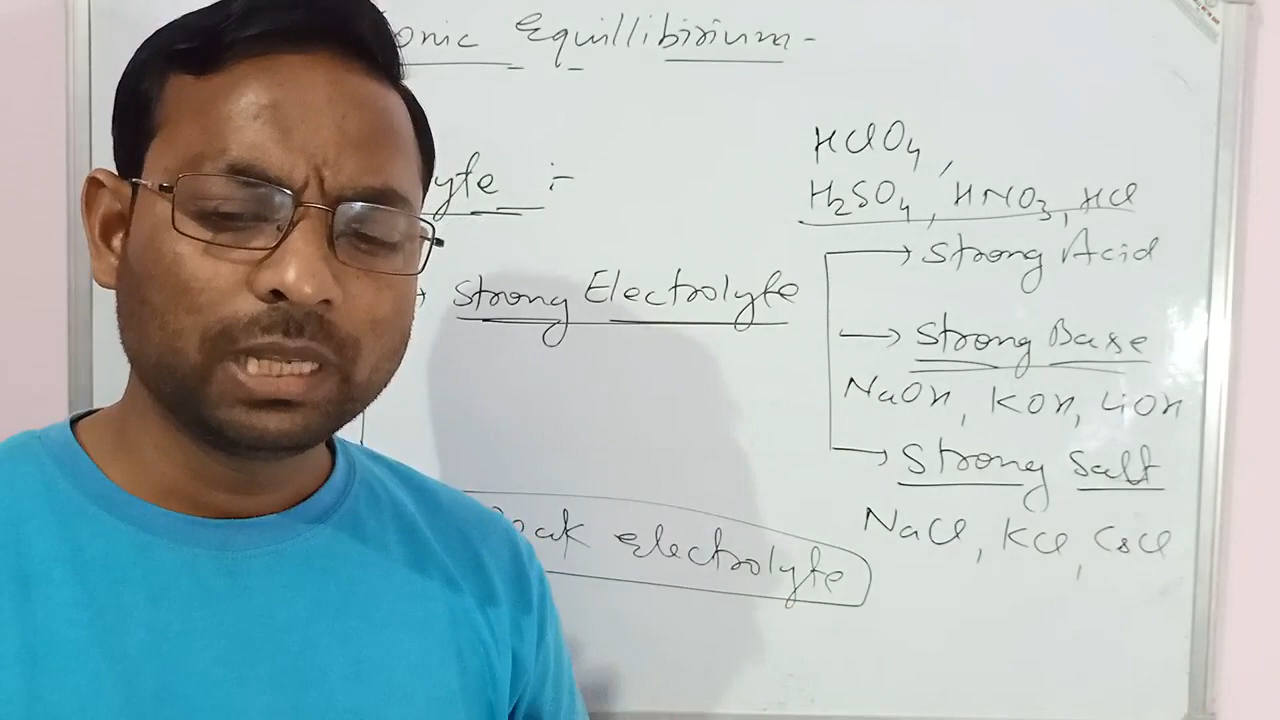 onic Equillibirium-
HClO4,
yte :-
H2SO4, HNO3, HCl
→ Strong Acid
→ Strong Electrolyte
→ Strong Base
NaOH, KOH, LiOH
→ Strong Salt
NaCl, KCl, CsCl
eak electrolyte